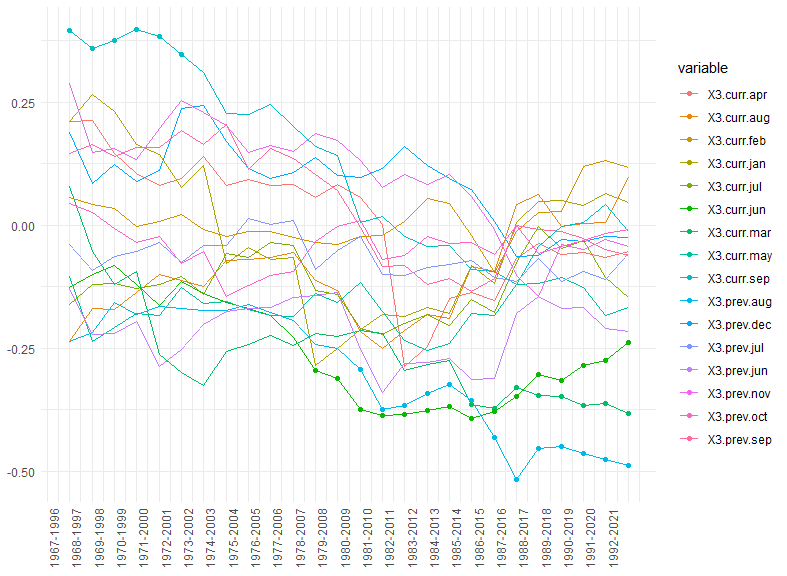 variable
X3.curr.apr
X3.curr.aug
X3.curr.feb
X3.curr.jan
X3.curr.jul
X3.curr.jun
X3.curr.mar
X3.curr.may
X3.curr.sep
X3.prev.aug
X3.prev.dec
X3.prev.jul
X3.prev.jun
X3.prev.nov
X3.prev.oct
X3.prev.sep
0.25
0.00
-0.25
-0.50
1967-1996
1968-1997
1969-1998
1970-1999
1971-2000
1972-2001
1973-2002
1974-2003
1975-2004
1976-2005
1977-2006
1978-2007
1979-2008
1980-2009
1981-2010
1982-2011
1983-2012
1984-2013
1985-2014
1986-2015
1987-2016
1988-2017
1989-2018
1990-2019
1991-2020
1992-2021